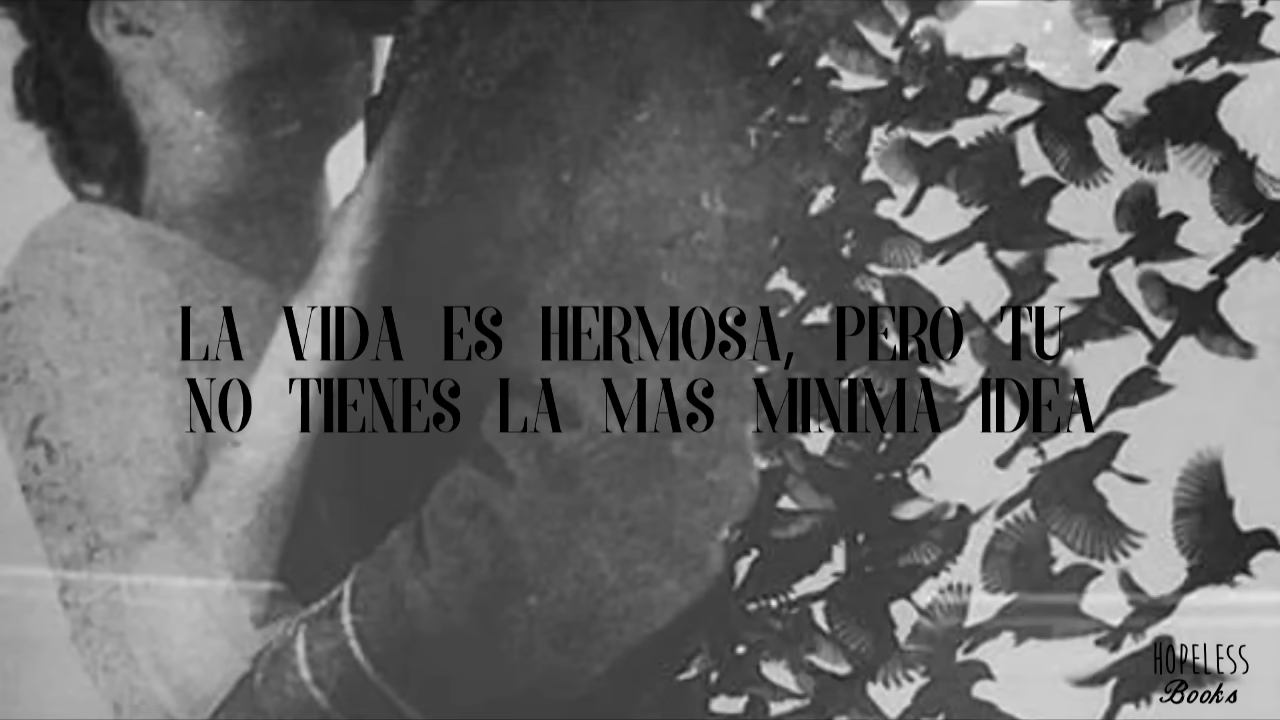 LA VIDA ES HERMOSA, PERO TU
NO TIENES LA MAS MINIMA IDEA
HOPELESS
Books